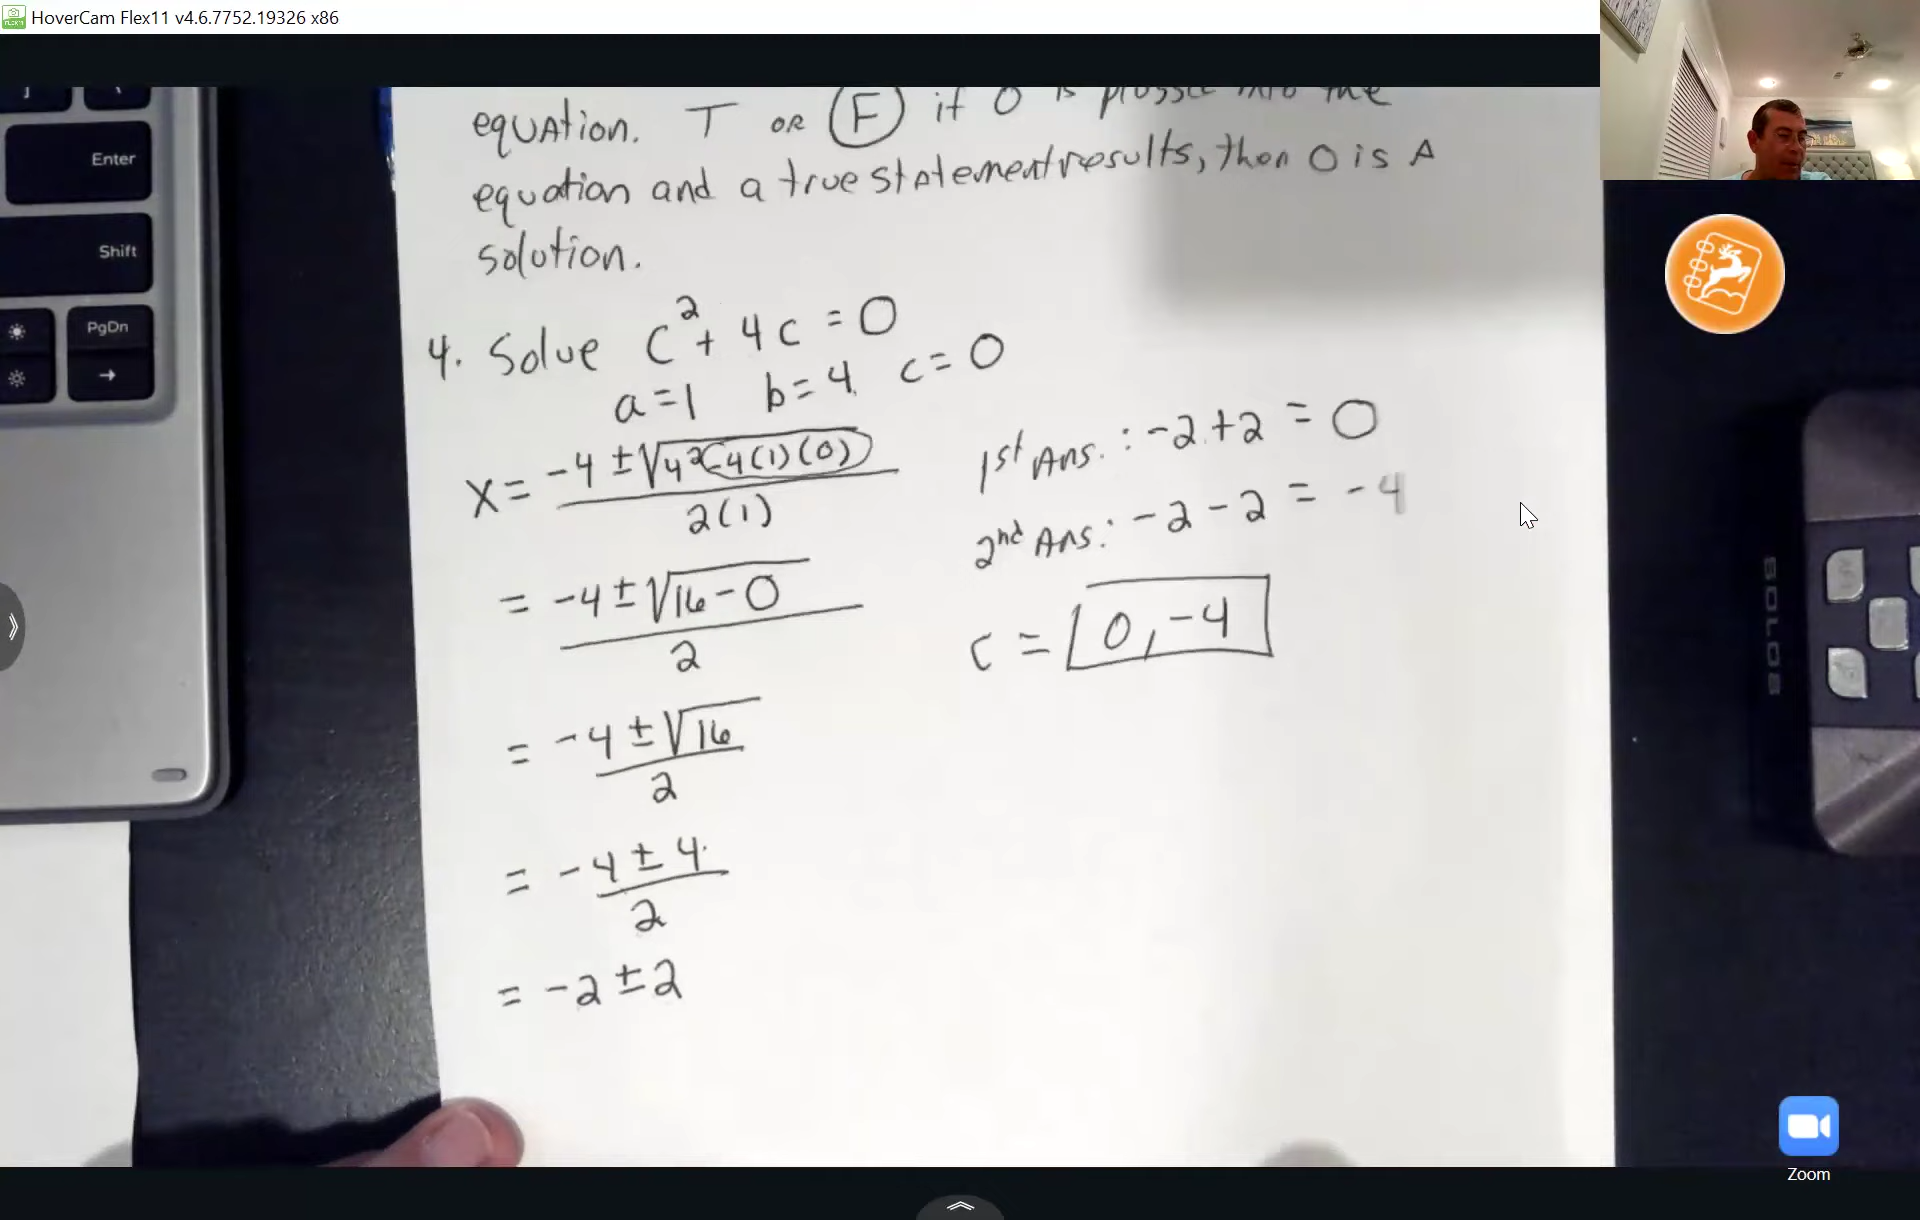 HoverCam Flex11 v4.6.7752.19326 x86
Enter
Shift
PgDn
equation. T OR F if 0 is the
equation and a true statement results, then 0 is A
solution.
4. Solve c² + 4c = 0
a = 1 b = 4 c = 0
x = -4 ± √4² - 4(1)(0)
2(1)
= -4 ± √16 - 0
2
= -4 ± √16
2
= -4 ± 4
2
= -2 ± 2
1st Ans. : -2 + 2 = 0
2nd Ans: -2 - 2 = -4
c = 0, -4
SOLOS
Zoom